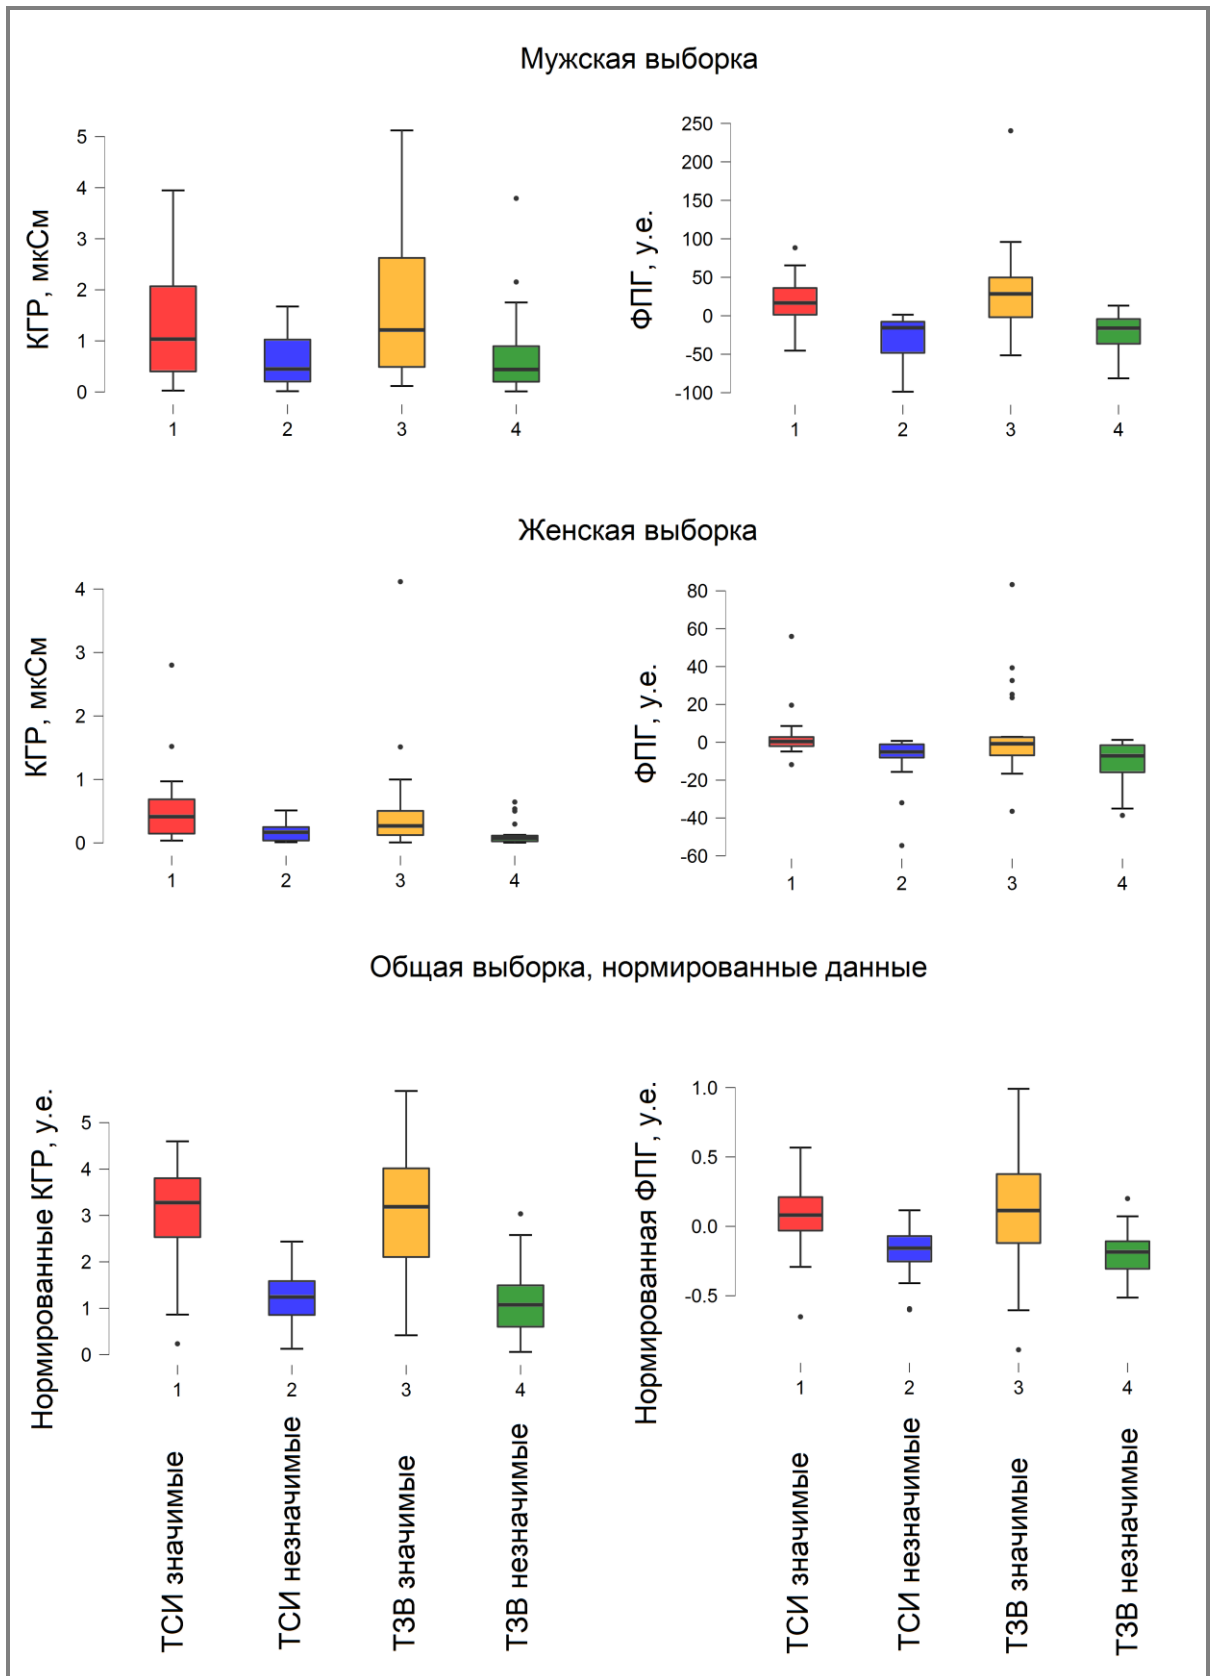 Мужская выборка
КГР, мкСм
5
4
3
2
1
0
1 2 3 4
ФПГ, у.е.
250
200
150
100
50
0
-50
-100
1 2 3 4
Женская выборка
КГР, мкСм
4
3
2
1
0
1 2 3 4
ФПГ, у.е.
80
60
40
20
0
-20
-40
-60
1 2 3 4
Общая выборка, нормированные данные
Нормированные КГР, у.е.
5
4
3
2
1
0
1 2 3 4
ТСИ значимые
ТСИ незначимые
ТЗВ значимые
ТЗВ незначимые
Нормированная ФПГ, у.е.
1.0
0.5
0.0
-0.5
1 2 3 4
ТСИ значимые
ТСИ незначимые
ТЗВ значимые
ТЗВ незначимые